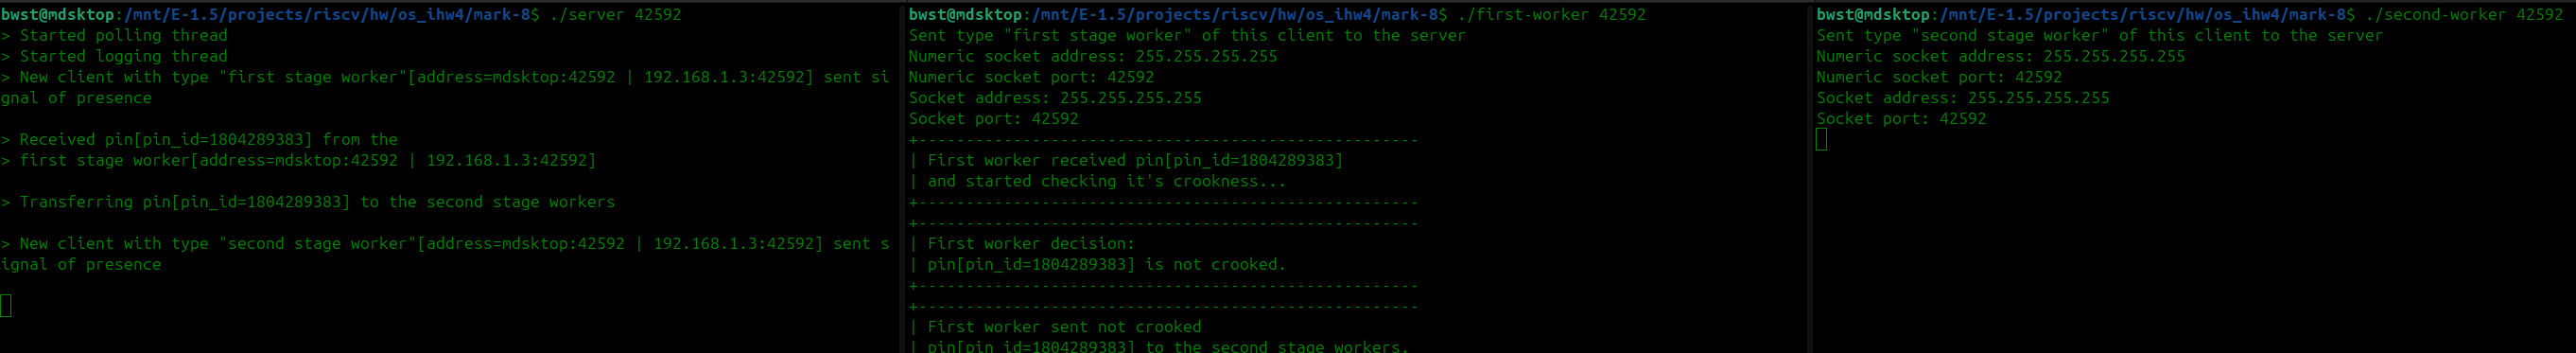 bwst@mdsktop:/mnt/E-1.5/projects/riscv/hw/os_ihw4/mark-8$ ./server 42592
> Started polling thread
> Started logging thread
> New client with type "first stage worker"[address=mdsktop:42592 | 192.168.1.3:42592] sent si
gnal of presence
> Received pin[pin_id=1804289383] from the
> first stage worker[address=mdsktop:42592 | 192.168.1.3:42592]
> Transferring pin[pin_id=1804289383] to the second stage workers
> New client with type "second stage worker"[address=mdsktop:42592 | 192.168.1.3:42592] sent s
ignal of presence
bwst@mdsktop:/mnt/E-1.5/projects/riscv/hw/os_ihw4/mark-8$ ./first-worker 42592
Sent type "first stage worker" of this client to the server
Numeric socket address: 255.255.255.255
Numeric socket port: 42592
Socket address: 255.255.255.255
Socket port: 42592
+-----------------------------------------------------
| First worker received pin[pin_id=1804289383]
| and started checking it's crookness...
+-----------------------------------------------------
+-----------------------------------------------------
| First worker decision:
| pin[pin_id=1804289383] is not crooked.
+-----------------------------------------------------
+-----------------------------------------------------
| First worker sent not crooked
| pin[pin_id=1804289383] to the second stage workers.
bwst@mdsktop:/mnt/E-1.5/projects/riscv/hw/os_ihw4/mark-8$ ./second-worker 42592
Sent type "second stage worker" of this client to the server
Numeric socket address: 255.255.255.255
Numeric socket port: 42592
Socket address: 255.255.255.255
Socket port: 42592